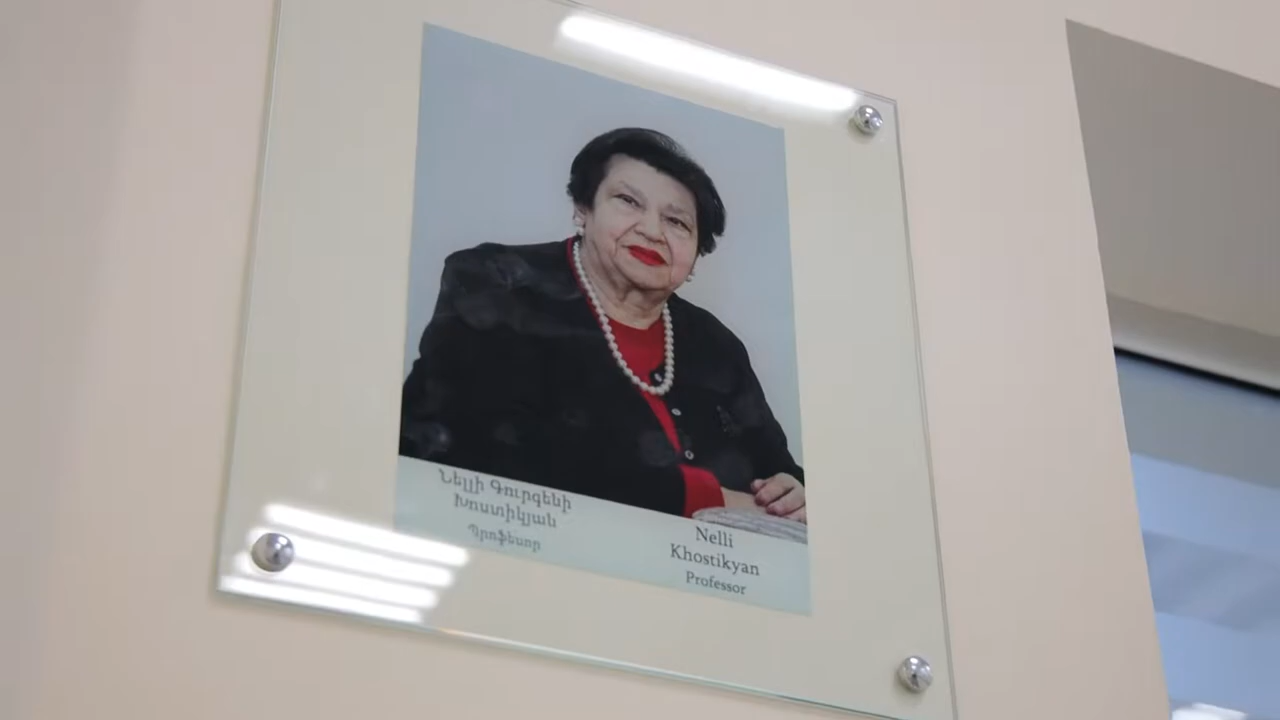 Նելլի Գուրգենի
Խոստիկյան
Պրոֆեսոր
Nelli
Khostikyan
Professor